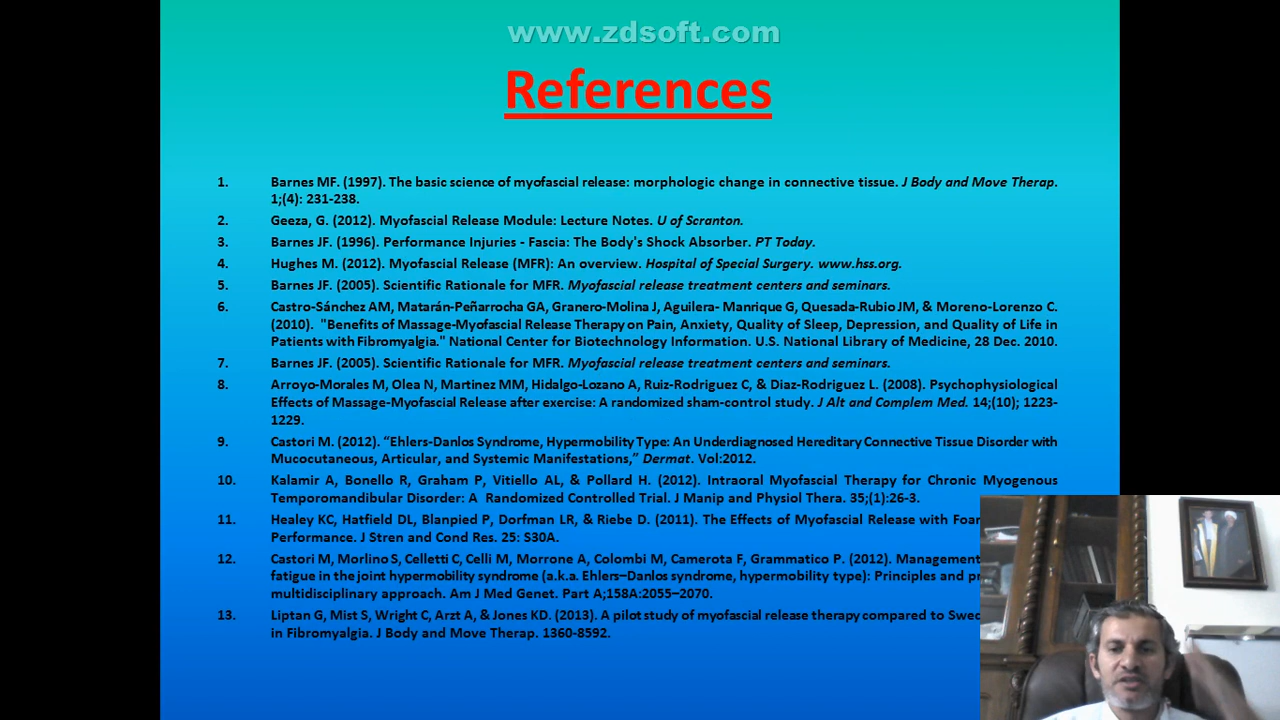 www.zdsoft.com
References
1. Barnes MF. (1997). The basic science of myofascial release: morphologic change in connective tissue. J Body and Move Therap.
1;(4): 231-238.
2. Geeza, G. (2012). Myofascial Release Module: Lecture Notes. U of Scranton.
3. Barnes JF. (1996). Performance Injuries - Fascia: The Body's Shock Absorber. PT Today.
4. Hughes M. (2012). Myofascial Release (MFR): An overview. Hospital of Special Surgery. www.hss.org.
5. Barnes JF. (2005). Scientific Rationale for MFR. Myofascial release treatment centers and seminars.
6. Castro-Sánchez AM, Matarán-Peñarrocha GA, Granero-Molina J, Aguilera- Manrique G, Quesada-Rubio JM, & Moreno-Lorenzo C.
(2010). "Benefits of Massage-Myofascial Release Therapy on Pain, Anxiety, Quality of Sleep, Depression, and Quality of Life in
Patients with Fibromyalgia." National Center for Biotechnology Information. U.S. National Library of Medicine, 28 Dec. 2010.
7. Barnes JF. (2005). Scientific Rationale for MFR. Myofascial release treatment centers and seminars.
8. Arroyo-Morales M, Olea N, Martinez MM, Hidalgo-Lozano A, Ruiz-Rodriguez C, & Diaz-Rodriguez L. (2008). Psychophysiological
Effects of Massage-Myofascial Release after exercise: A randomized sham-control study. J Alt and Complem Med. 14;(10); 1223-
1229.
9. Castori M. (2012). “Ehlers-Danlos Syndrome, Hypermobility Type: An Underdiagnosed Hereditary Connective Tissue Disorder with
Mucocutaneous, Articular, and Systemic Manifestations,” Dermat. Vol:2012.
10. Kalamir A, Bonello R, Graham P, Vitiello AL, & Pollard H. (2012). Intraoral Myofascial Therapy for Chronic Myogenous
Temporomandibular Disorder: A Randomized Controlled Trial. J Manip and Physiol Thera. 35;(1):26-3.
11. Healey KC, Hatfield DL, Blanpied P, Dorfman LR, & Riebe D. (2011). The Effects of Myofascial Release with
Performance. J Stren and Cond Res. 25: S30A.
12. Castori M, Morlino S, Celletti C, Celli M, Morrone A, Colombi M, Camerota F, Grammatico P. (2012). Management
fatigue in the joint hypermobility syndrome (a.k.a. Ehlers–Danlos syndrome, hypermobility type): Principles and
multidisciplinary approach. Am J Med Genet. Part A;158A:2055–2070.
13. Liptan G, Mist S, Wright C, Arzt A, & Jones KD. (2013). A pilot study of myofascial release therapy compared to
in Fibromyalgia. J Body and Move Therap. 1360-8592.